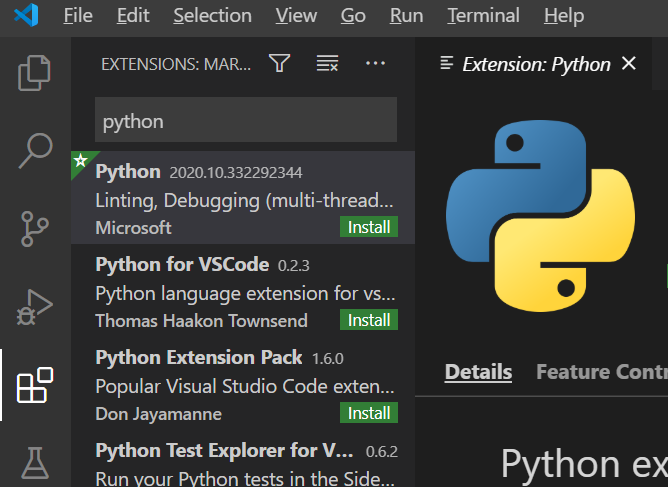 File Edit Selection View Go Run Terminal Help
EXTENSIONS: MAR...
python
Python 2020.10.332292344
Linting, Debugging (multi-thread...
Microsoft Install
Python for VSCode 0.2.3
Python language extension for vs...
Thomas Haakon Townsend Install
Python Extension Pack 1.6.0
Popular Visual Studio Code exten...
Don Jayamanne Install
Python Test Explorer for V... 0.6.2
Run your Python tests in the Side...
Extension: Python
Details Feature Contr
Python ex